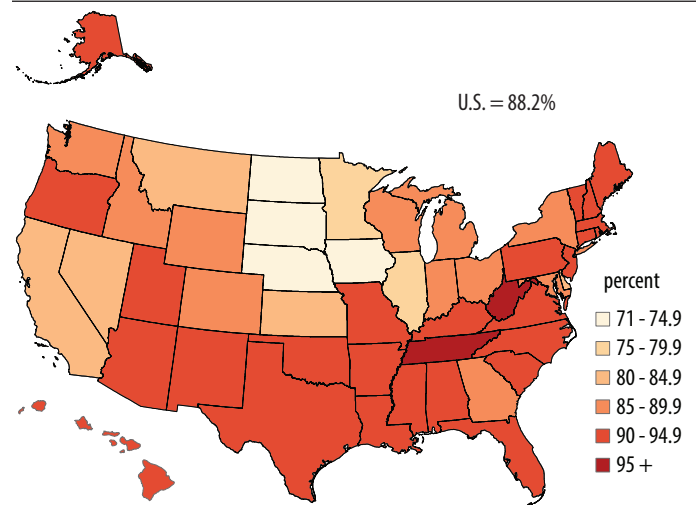 U.S. = 88.2%
percent
71 - 74.9
75 - 79.9
80 - 84.9
85 - 89.9
90 - 94.9
95 +